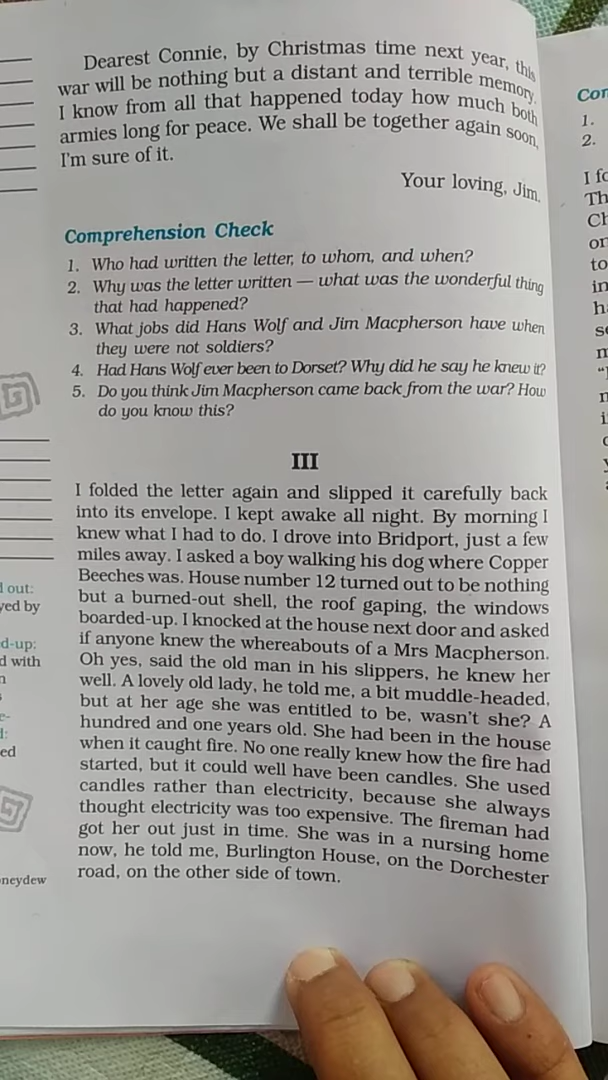 Dearest Connie, by Christmas time next year, this
war will be nothing but a distant and terrible memory.
I know from all that happened today how much both
armies long for peace. We shall be together again soon,
I'm sure of it.
Your loving, Jim.
Comprehension Check
1. Who had written the letter, to whom, and when?
2. Why was the letter written — what was the wonderful thing
that had happened?
3. What jobs did Hans Wolf and Jim Macpherson have when
they were not soldiers?
4. Had Hans Wolf ever been to Dorset? Why did he say he knew it?
5. Do you think Jim Macpherson came back from the war? How
do you know this?
III
I folded the letter again and slipped it carefully back
into its envelope. I kept awake all night. By morning I
knew what I had to do. I drove into Bridport, just a few
miles away. I asked a boy walking his dog where Copper
Beeches was. House number 12 turned out to be nothing
but a burned-out shell, the roof gaping, the windows
boarded-up. I knocked at the house next door and asked
if anyone knew the whereabouts of a Mrs Macpherson.
Oh yes, said the old man in his slippers, he knew her
well. A lovely old lady, he told me, a bit muddle-headed,
but at her age she was entitled to be, wasn't she? A
hundred and one years old. She had been in the house
when it caught fire. No one really knew how the fire had
started, but it could well have been candles. She used
candles rather than electricity, because she always
thought electricity was too expensive. The fireman had
got her out just in time. She was in a nursing home
now, he told me, Burlington House, on the Dorchester
road, on the other side of town.
out:
yed by
d-up:
d with
ed
neydew
1.
2.
I
Th
on
to
in